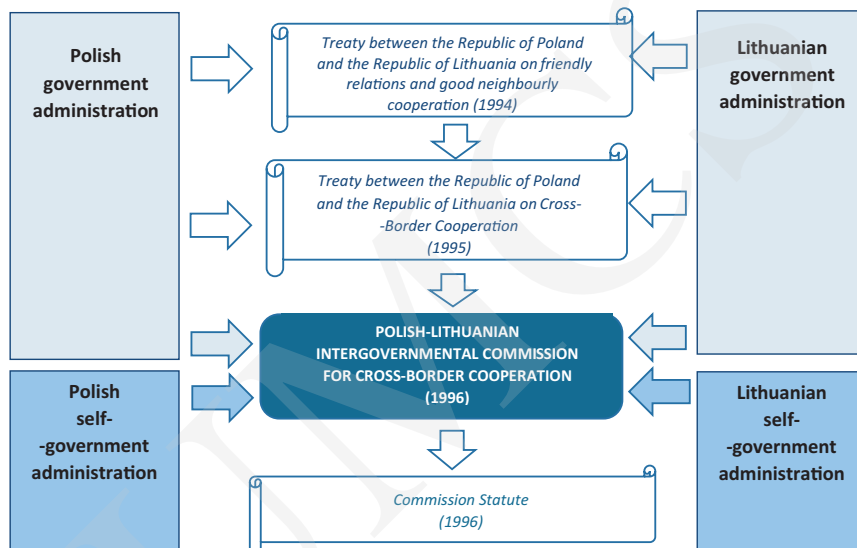 Polish
government
administration
Treaty between the Republic of Poland
and the Republic of Lithuania on friendly
relations and good neighbourly
cooperation (1994)
Lithuanian
government
administration
Treaty between the Republic of Poland
and the Republic of Lithuania on Cross-
-Border Cooperation
(1995)
POLISH-LITHUANIAN
INTERGOVERNMENTAL COMMISSION
FOR CROSS-BORDER COOPERATION
(1996)
Polish
self-
-government
administration
Lithuanian
self-
-government
administration
Commission Statute
(1996)
UMCS